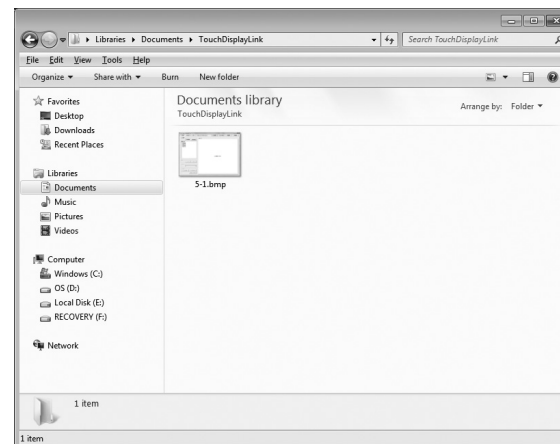 Libraries ▸ Documents ▸ TouchDisplayLink
Search TouchDisplayLink
File Edit View Tools Help
Organize Share with Burn New folder
Favorites
Desktop
Downloads
Recent Places
Libraries
Documents
Music
Pictures
Videos
Computer
Windows (C:)
OS (D:)
Local Disk (E:)
RECOVERY (F:)
Network
Documents library
TouchDisplayLink
Arrange by: Folder
5-1.bmp
1 item
1 item